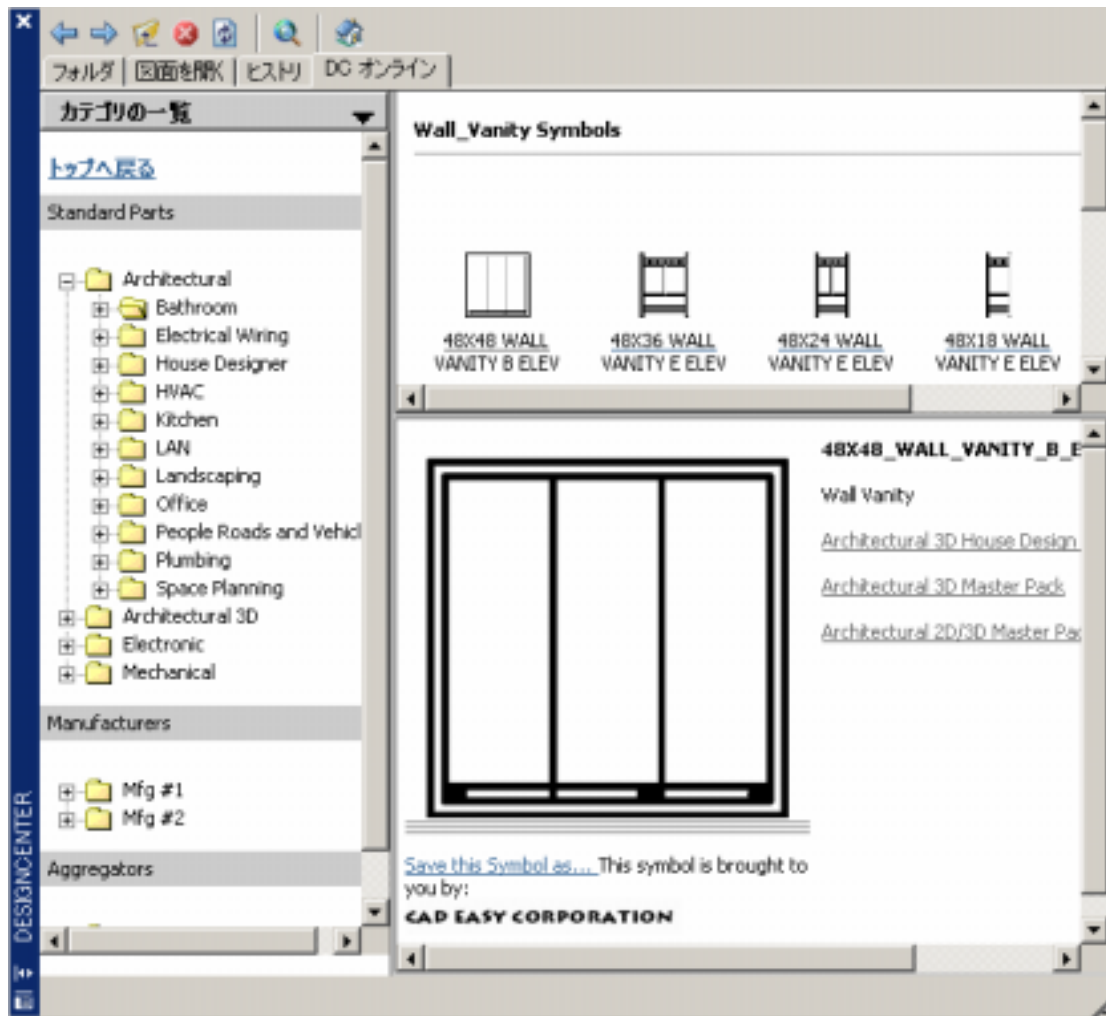 フォルダ
図面を開く
ヒストリ
DC オンライン
カテゴリの一覧
トップへ戻る
Standard Parts
Architectural
Bathroom
Electrical Wiring
House Designer
HVAC
Kitchen
LAN
Landscaping
Office
People Roads and Vehicl
Plumbing
Space Planning
Architectural 3D
Electronic
Mechanical
Manufacturers
Mfg #1
Mfg #2
Aggregators
DESIGNCENTER
Wall_Vanity Symbols
48X48 WALL
VANITY B ELEV
48X36 WALL
VANITY E ELEV
48X24 WALL
VANITY E ELEV
48X18 WALL
VANITY E ELEV
48X48_WALL_VANITY_B_E
Wall Vanity
Architectural 3D House Design
Architectural 3D Master Pack
Architectural 2D/3D Master Pac
Save this Symbol as... This symbol is brought to
you by:
CAD EASY CORPORATION